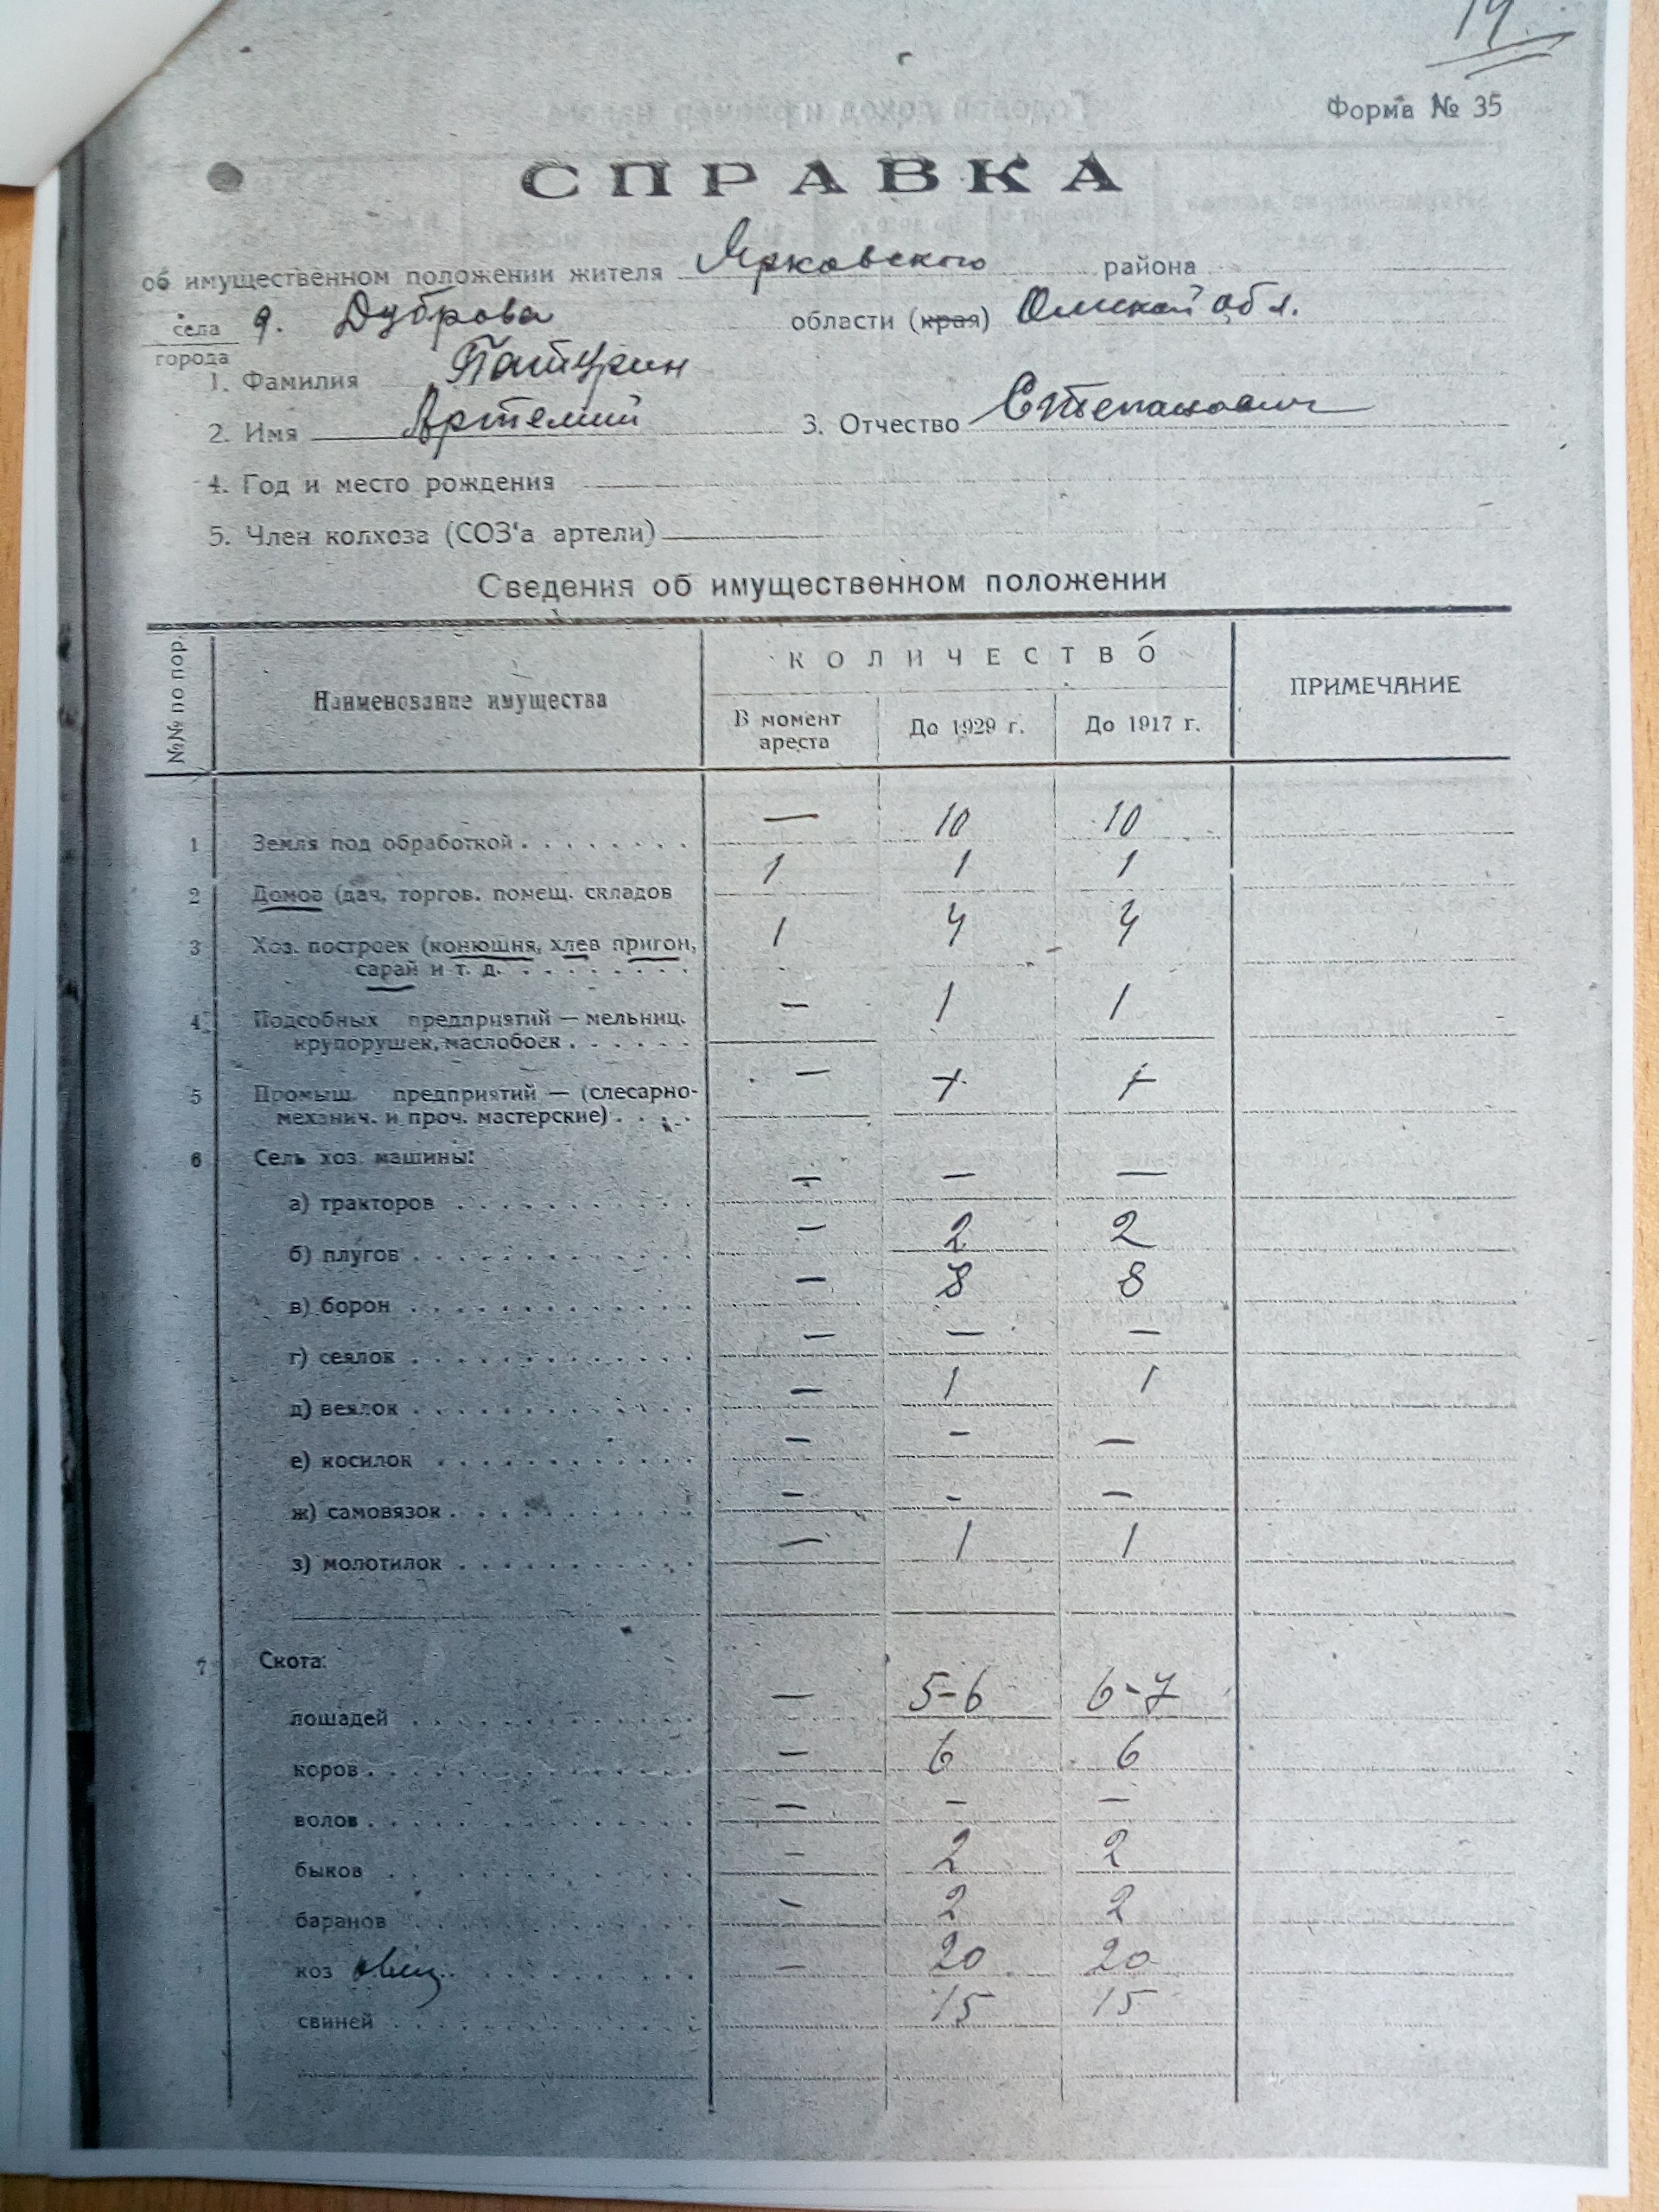 14.
Форма № 35
СПРАВКА
об имущественном положении жителя Ярковского района
села д. Дуброва области (края) Омской обл.
города
1. Фамилия Патурин
2. Имя Артемий 3. Отчество Степанович
4. Год и место рождения
5. Член колхоза (СОЗ'а артели)
Сведения об имущественном положении
№№ по пор. Наименование имущества КОЛИЧЕСТВО ПРИМЕЧАНИЕ
В момент ареста До 1929 г. До 1917 г.
1 Земля под обработкой . . . . . . . . — 10 10
2 Домов (дач, торгов. помещ. складов 1 1 1
3 Хоз. построек (конюшня, хлев пригон, 1 4 4
сарай и т. д. . . . . . . . .
4 Подсобных предприятий — мельниц. — 1 1
крупорушек, маслобоек . . . . . .
5 Промыш. предприятий — (слесарно- — + +
механич. и проч. мастерские) . . . .
6 Сель хоз. машины:
а) тракторов . . . . . . . . . . . — — —
б) плугов . . . . . . . . . . . . — 2 2
в) борон . . . . . . . . . . . . — 8 8
г) сеялок . . . . . . . . . . . . — — —
д) веялок . . . . . . . . . . . . — 1 1
е) косилок . . . . . . . . . . . . — — —
ж) самовязок . . . . . . . . . . . — — —
з) молотилок . . . . . . . . . . . — 1 1
7 Скота:
лошадей . . . . . . . . . . . . — 5-6 6-7
коров . . . . . . . . . . . . . — 6 6
волов . . . . . . . . . . . . . — — —
быков . . . . . . . . . . . . . — 2 2
баранов . . . . . . . . . . . . — 2 2
коз овец . . . . . . . . . . . — 20 20
свиней . . . . . . . . . . . . . 15 15